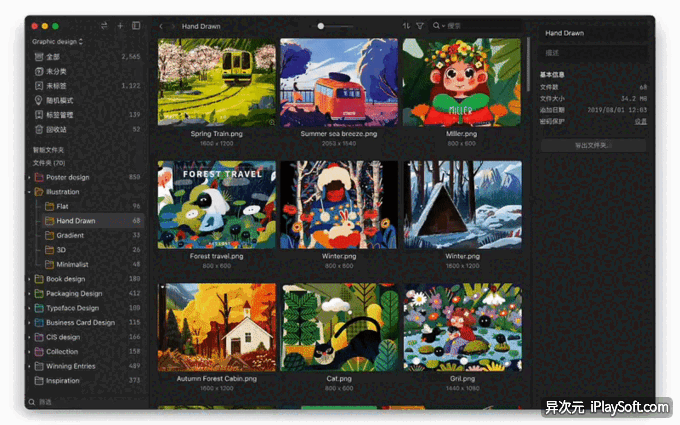 Hand Drawn
搜索
Graphic design
全部 2,565
未分类
未标签 1,121
随机模式
标签管理 139
回收站 52
智能文件夹
文件夹 (70)
Poster design 850
Illustration
Flat 96
Hand Drawn 68
Gradient 33
3D 26
Minimalist 48
Book design 180
Packaging Design 412
Typeface Design 109
Business Card Design 115
CIS design 166
Collection 158
Winning Entries 489
Inspiration 373
筛选
Spring Train.png
1600 x 1200
Summer sea breeze.png
MILLER
Miller.png
800 x 600
FOREST TRAVEL
Forest travel.png
800 x 600
Winter.png
800 x 600
Winter.png
1600 x 1200
Autumn Forest Cabin.png
1600 x 1200
Cat.png
800 x 600
Gril.png
1440 x 1080
Hand Drawn
描述
基本信息
文件数 68
文件大小 34.2 MB
添加日期 2019/08/01 12:03
密码保护 设置
导出文件夹
异次元 iPlaySoft.com